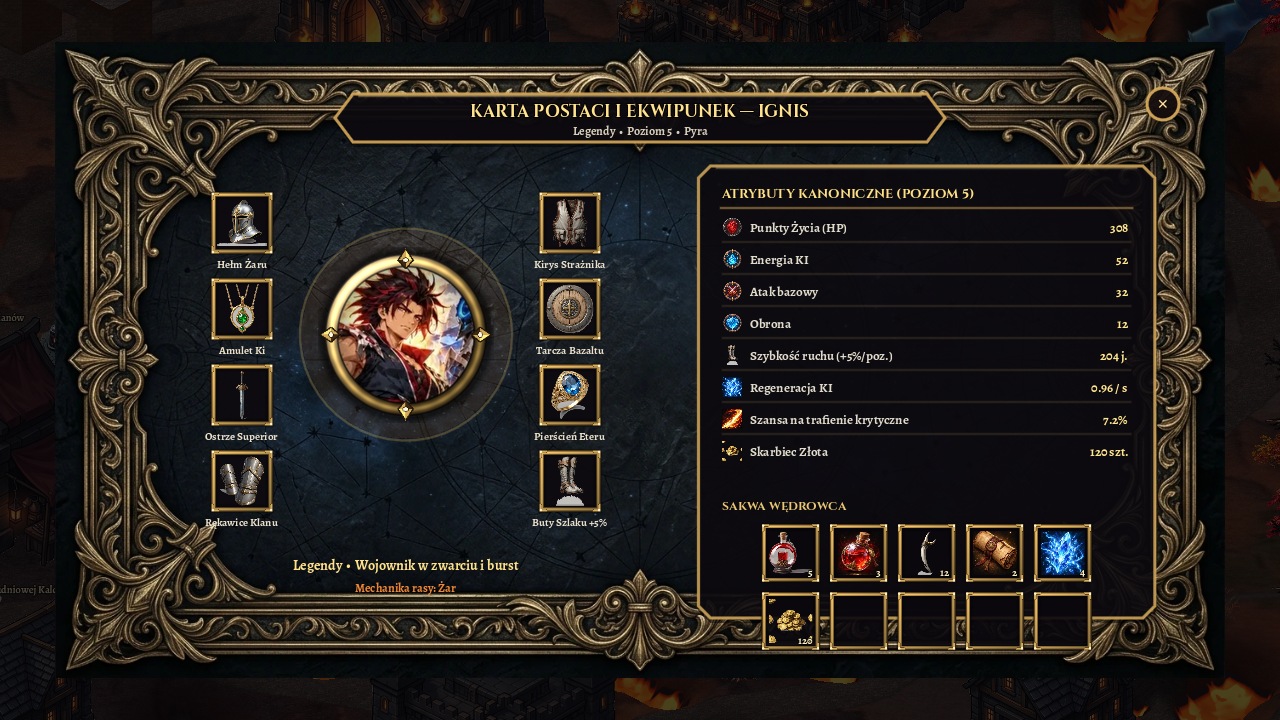 KARTA POSTACI I EKWIPUNEK — IGNIS
Legendy • Poziom 5 • Pyra
×
Hełm Żaru
Amulet Ki
Ostrze Superior
Rękawice Klanu
Kirys Strażnika
Tarcza Bazaltu
Pierścień Eteru
Buty Szlaku +5%
Legendy • Wojownik w zwarciu i burst
Mechanika rasy: Żar
ATRYBUTY KANONICZNE (POZIOM 5)
Punkty Życia (HP) 308
Energia KI 52
Atak bazowy 32
Obrona 12
Szybkość ruchu (+5%/poz.) 204 j.
Regeneracja KI 0.96 / s
Szansa na trafienie krytyczne 7.2%
Skarbiec Złota 120 szt.
SAKWA WĘDROWCA
5 3 12 2 4
120
anów